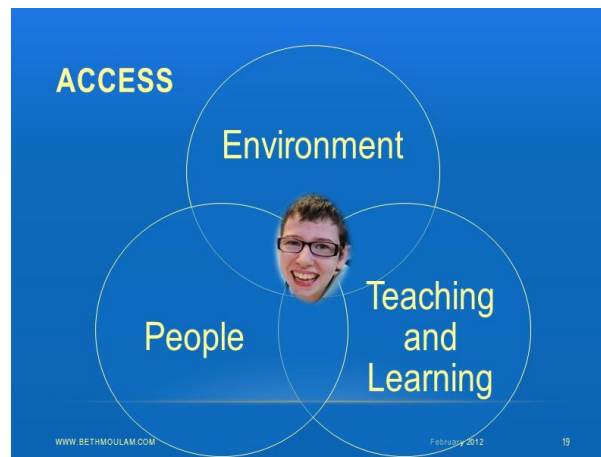 ACCESS
Environment
People
Teaching
and
Learning
WWW.BETHMOULAM.COM
February 2012
19